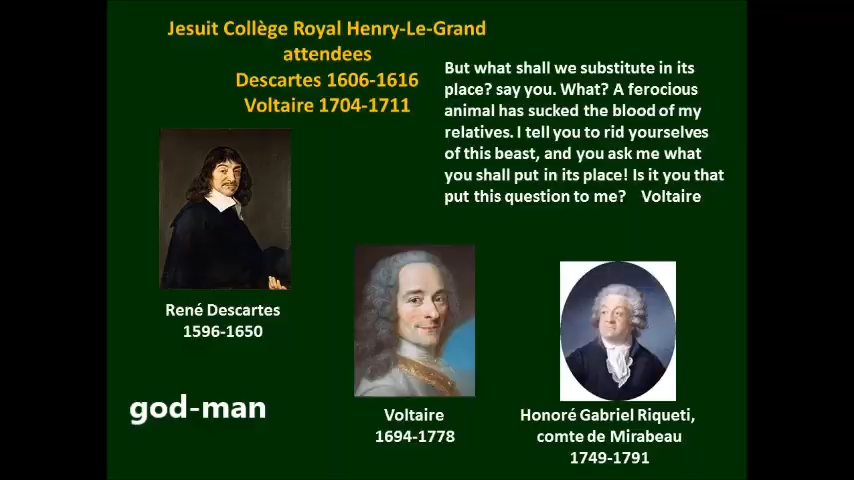 Jesuit Collège Royal Henry-Le-Grand
attendees
Descartes 1606-1616
Voltaire 1704-1711
But what shall we substitute in its
place? say you. What? A ferocious
animal has sucked the blood of my
relatives. I tell you to rid yourselves
of this beast, and you ask me what
you shall put in its place! Is it you that
put this question to me? Voltaire
René Descartes
1596-1650
god-man
Voltaire
1694-1778
Honoré Gabriel Riqueti,
comte de Mirabeau
1749-1791